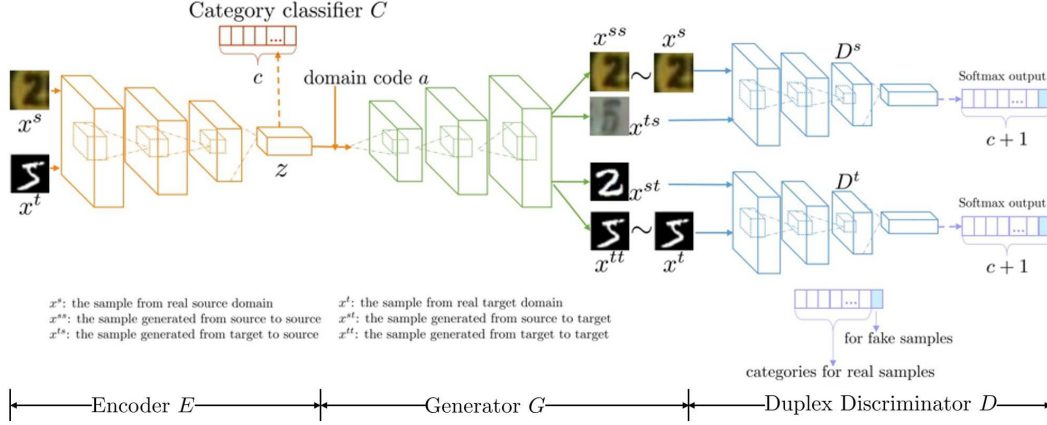 Category classifier C
c
domain code a
x^s
x^t
z
x^ss ~ x^s
x^ts
x^st
x^tt ~ x^t
D^s
Softmax output
...
c + 1
D^t
Softmax output
...
c + 1
x^s: the sample from real source domain
x^ss: the sample generated from source to source
x^ts: the sample generated from target to source
x^t: the sample from real target domain
x^st: the sample generated from source to target
x^tt: the sample generated from target to target
...
for fake samples
categories for real samples
Encoder E
Generator G
Duplex Discriminator D